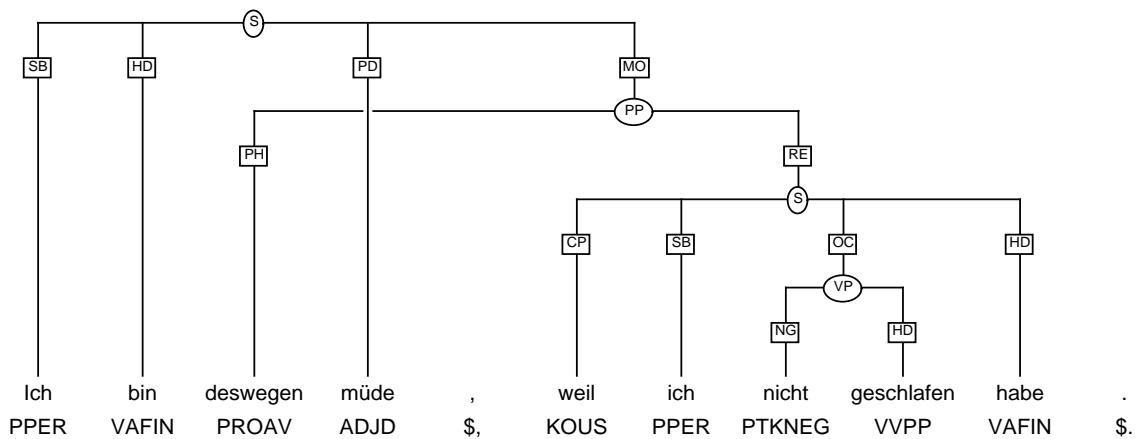 S
SB HD PD MO
PP
PH RE
S
CP SB OC HD
VP
NG HD
Ich bin deswegen müde , weil ich nicht geschlafen habe .
PPER VAFIN PROAV ADJD $, KOUS PPER PTKNEG VVPP VAFIN $.